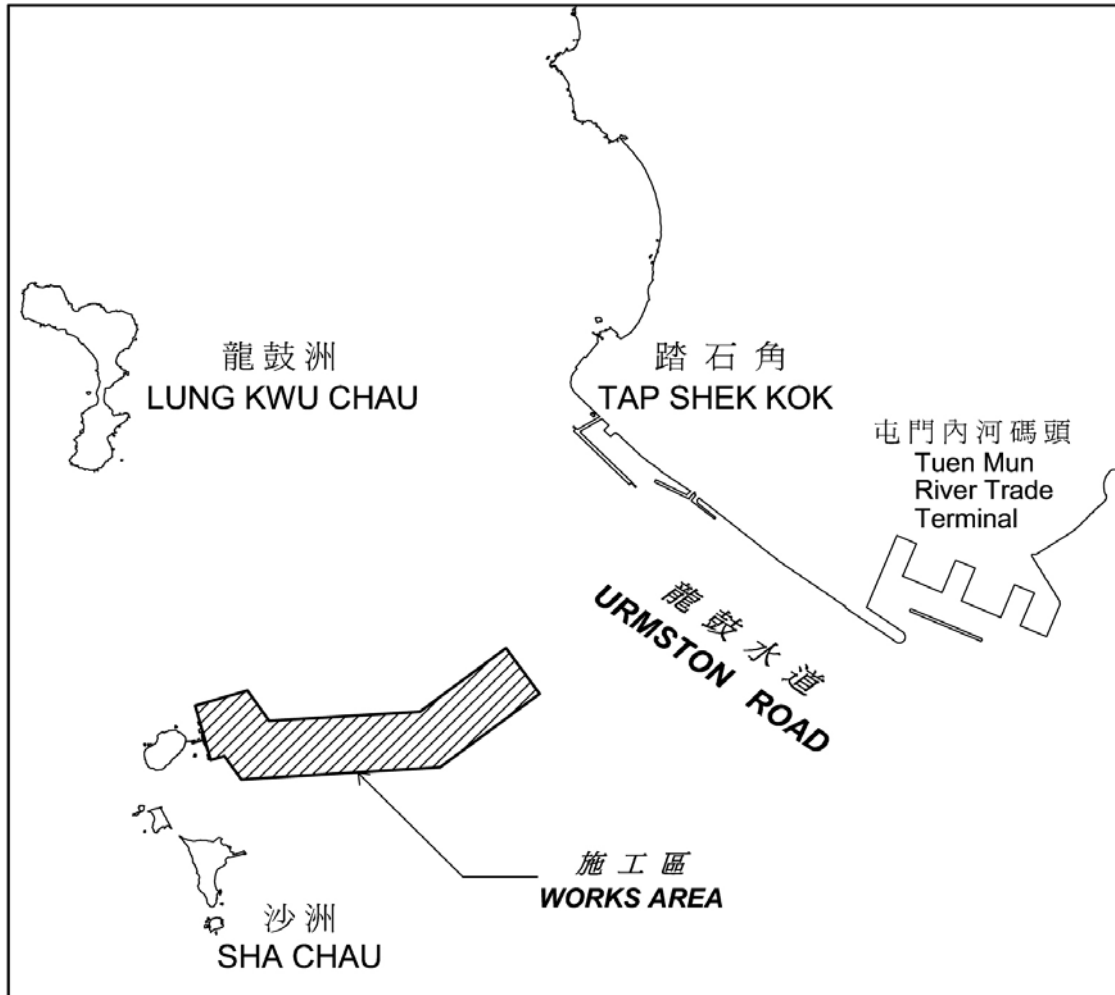 龍鼓洲
LUNG KWU CHAU
踏石角
TAP SHEK KOK
屯門內河碼頭
Tuen Mun
River Trade
Terminal
龍鼓水道
URMSTON ROAD
施工區
WORKS AREA
沙洲
SHA CHAU